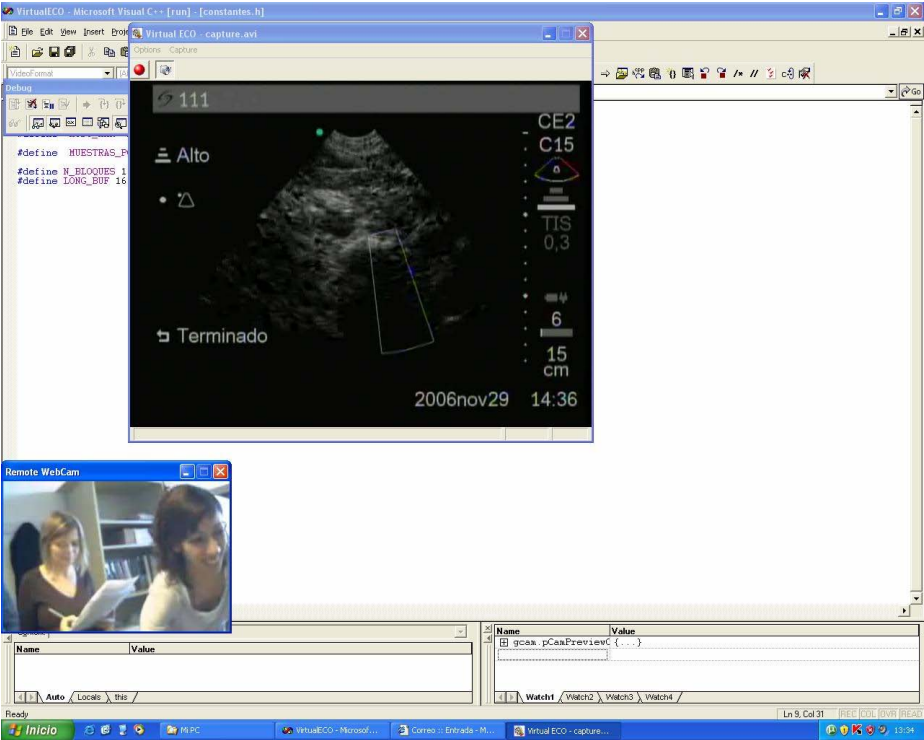 VirtualECO - Microsoft Visual C++ [run] - [constantes.h]
File Edit View Insert Proje
Virtual ECO - capture.avi
Options Capture
VideoFormat
Debug
Go
#define MUESTRAS_P
#define N_BLOQUES 1
#define LONG_BUF 16
111
Alto
Terminado
CE2
C15
TIS
0,3
6
15
cm
2006nov29 14:36
Remote WebCam
Name Value
Auto Locals this
Name Value
gcam.pCamPreviewC {...}
Watch1 Watch2 Watch3 Watch4
Ready
Ln 9, Col 31 REC COL OVR READ
Inicio
Mi PC
VirtualECO - Microsof...
Correo :: Entrada - M...
Virtual ECO - capture...
13:34